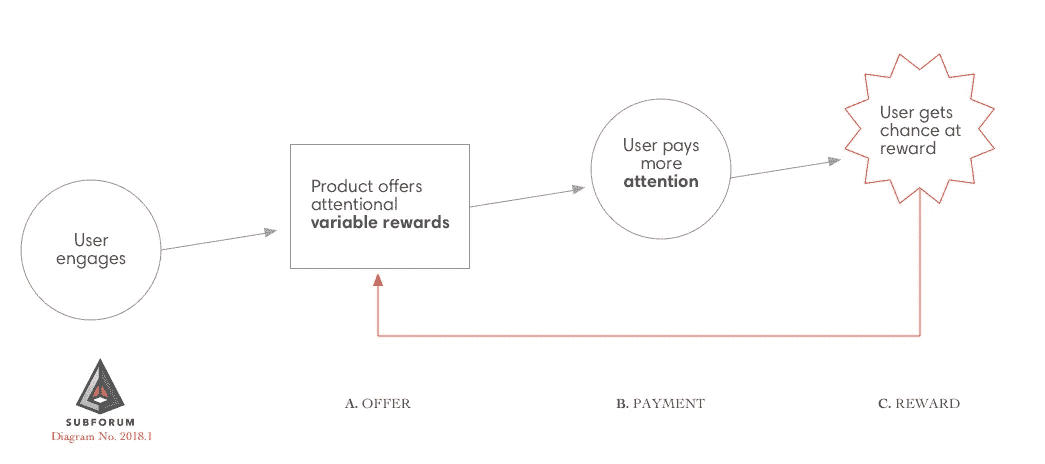 User
engages
Product offers
attentional
variable rewards
User pays
more
attention
User gets
chance at
reward
SUBFORUM
Diagram No. 2018.1
A. OFFER
B. PAYMENT
C. REWARD